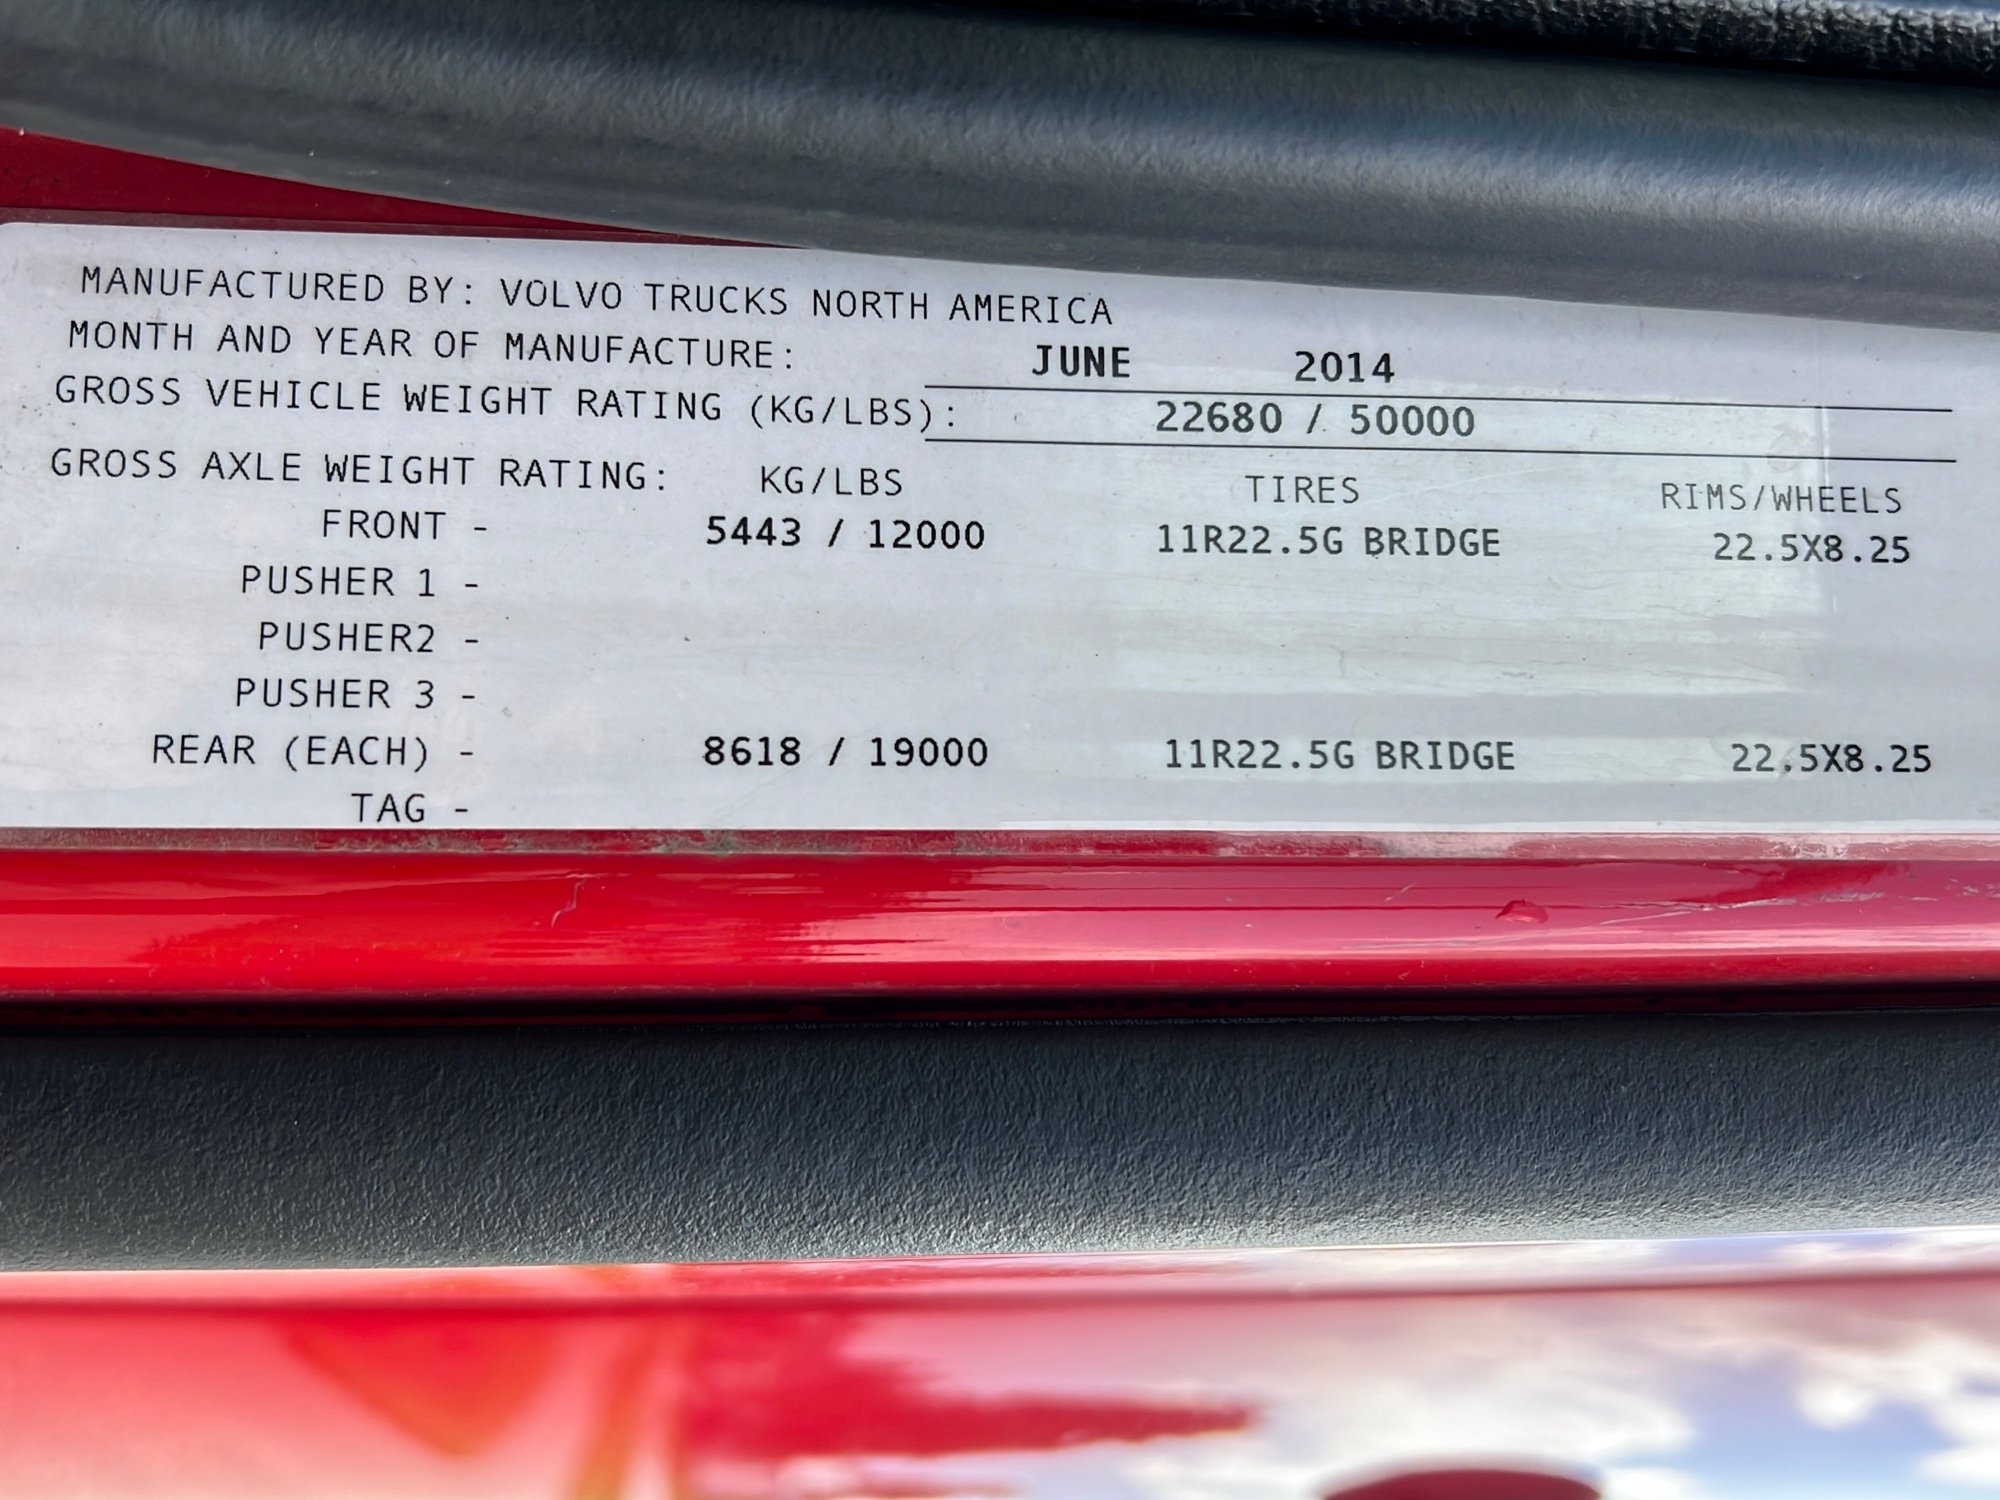 MANUFACTURED BY: VOLVO TRUCKS NORTH AMERICA
MONTH AND YEAR OF MANUFACTURE: JUNE 2014
GROSS VEHICLE WEIGHT RATING (KG/LBS): 22680 / 50000
GROSS AXLE WEIGHT RATING: KG/LBS TIRES RIMS/WHEELS
FRONT - 5443 / 12000 11R22.5G BRIDGE 22.5X8.25
PUSHER 1 -
PUSHER2 -
PUSHER 3 -
REAR (EACH) - 8618 / 19000 11R22.5G BRIDGE 22.5X8.25
TAG -